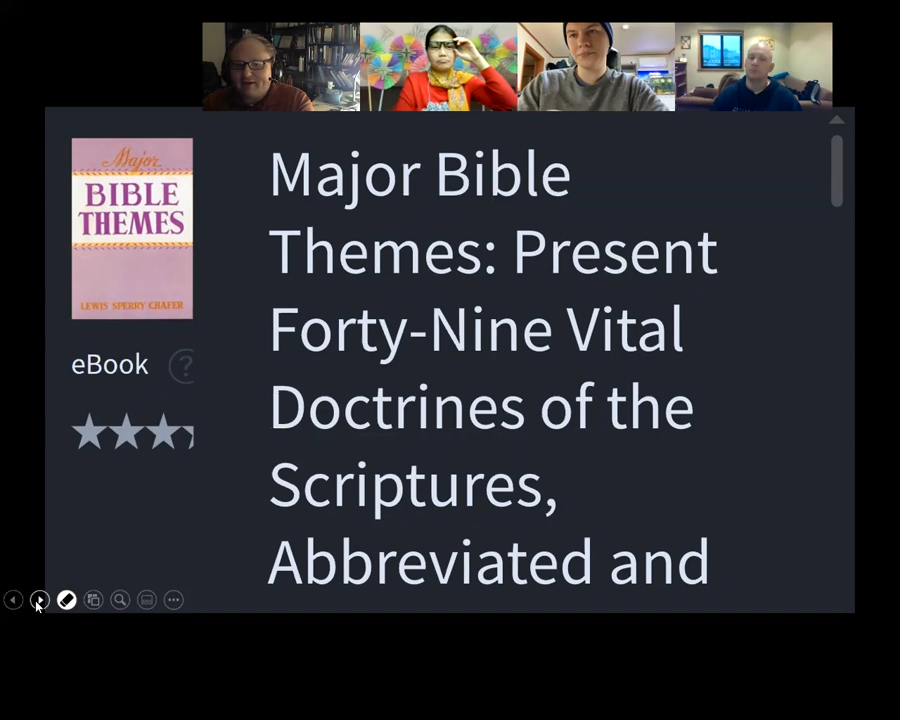 Major
BIBLE
THEMES
LEWIS SPERRY CHAFER
eBook
?
Major Bible
Themes: Present
Forty-Nine Vital
Doctrines of the
Scriptures,
Abbreviated and